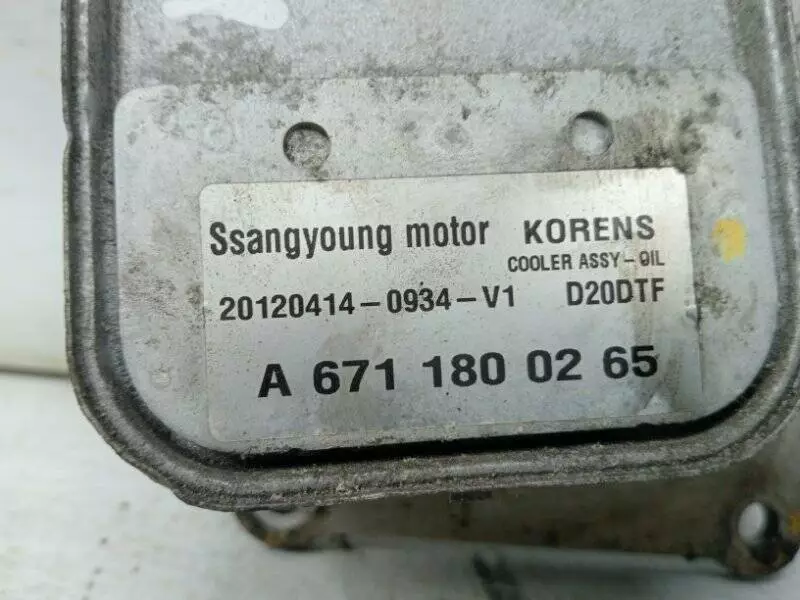 Ssangyoung motor KORENS
COOLER ASSY-OIL
20120414-0934-V1 D20DTF
A 671 180 02 65